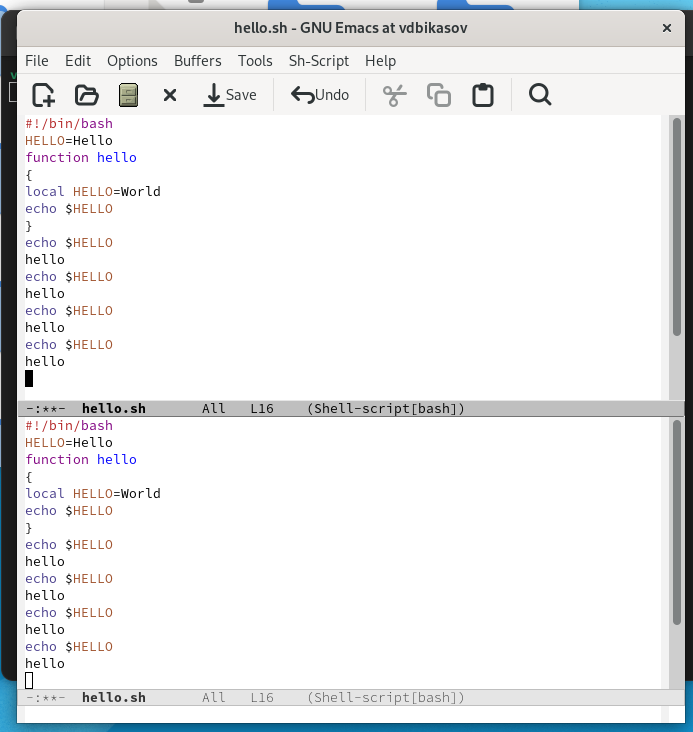 hello.sh - GNU Emacs at vdbikasov
File Edit Options Buffers Tools Sh-Script Help
Save Undo
#!/bin/bash
HELLO=Hello
function hello
{
local HELLO=World
echo $HELLO
}
echo $HELLO
hello
echo $HELLO
hello
echo $HELLO
hello
echo $HELLO
hello
-:**- hello.sh All L16 (Shell-script[bash])
#!/bin/bash
HELLO=Hello
function hello
{
local HELLO=World
echo $HELLO
}
echo $HELLO
hello
echo $HELLO
hello
echo $HELLO
hello
echo $HELLO
hello
-:**- hello.sh All L16 (Shell-script[bash])